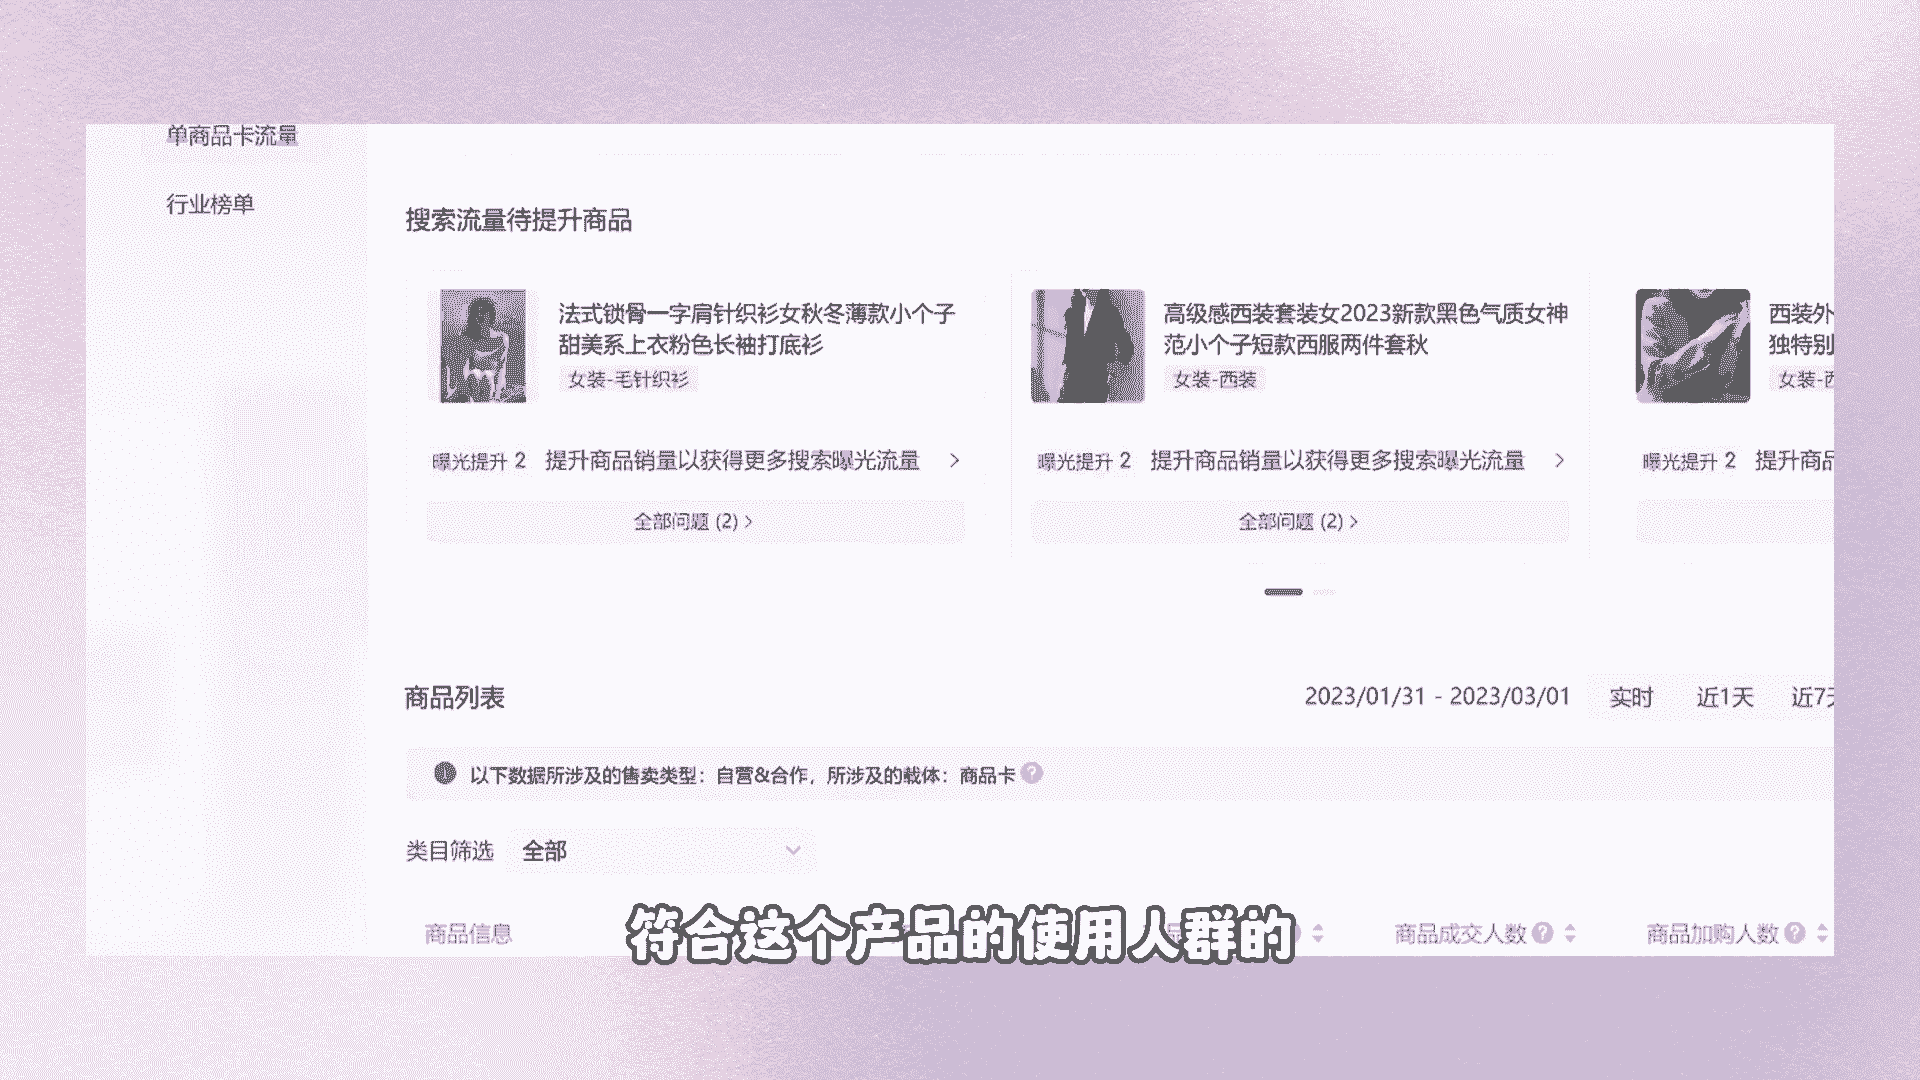 单商品卡流量
行业榜单
搜索流量待提升商品
法式锁骨一字肩针织衫女秋冬薄款小个子
甜美系上衣粉色长袖打底衫
女装-毛针织衫
曝光提升 2 提升商品销量以获得更多搜索曝光流量
全部问题 (2)
高级感西装套装女2023新款黑色气质女神
范小个子短款西服两件套秋
女装-西装
曝光提升 2 提升商品销量以获得更多搜索曝光流量
全部问题 (2)
西装外
独特别
女装-西
曝光提升 2 提升商品
商品列表
2023/01/31 - 2023/03/01 实时 近1天 近7天
以下数据所涉及的售卖类型：自营&合作，所涉及的载体：商品卡
类目筛选 全部
商品信息 商品成交人数 商品加购人数
符合这个产品的使用人群的